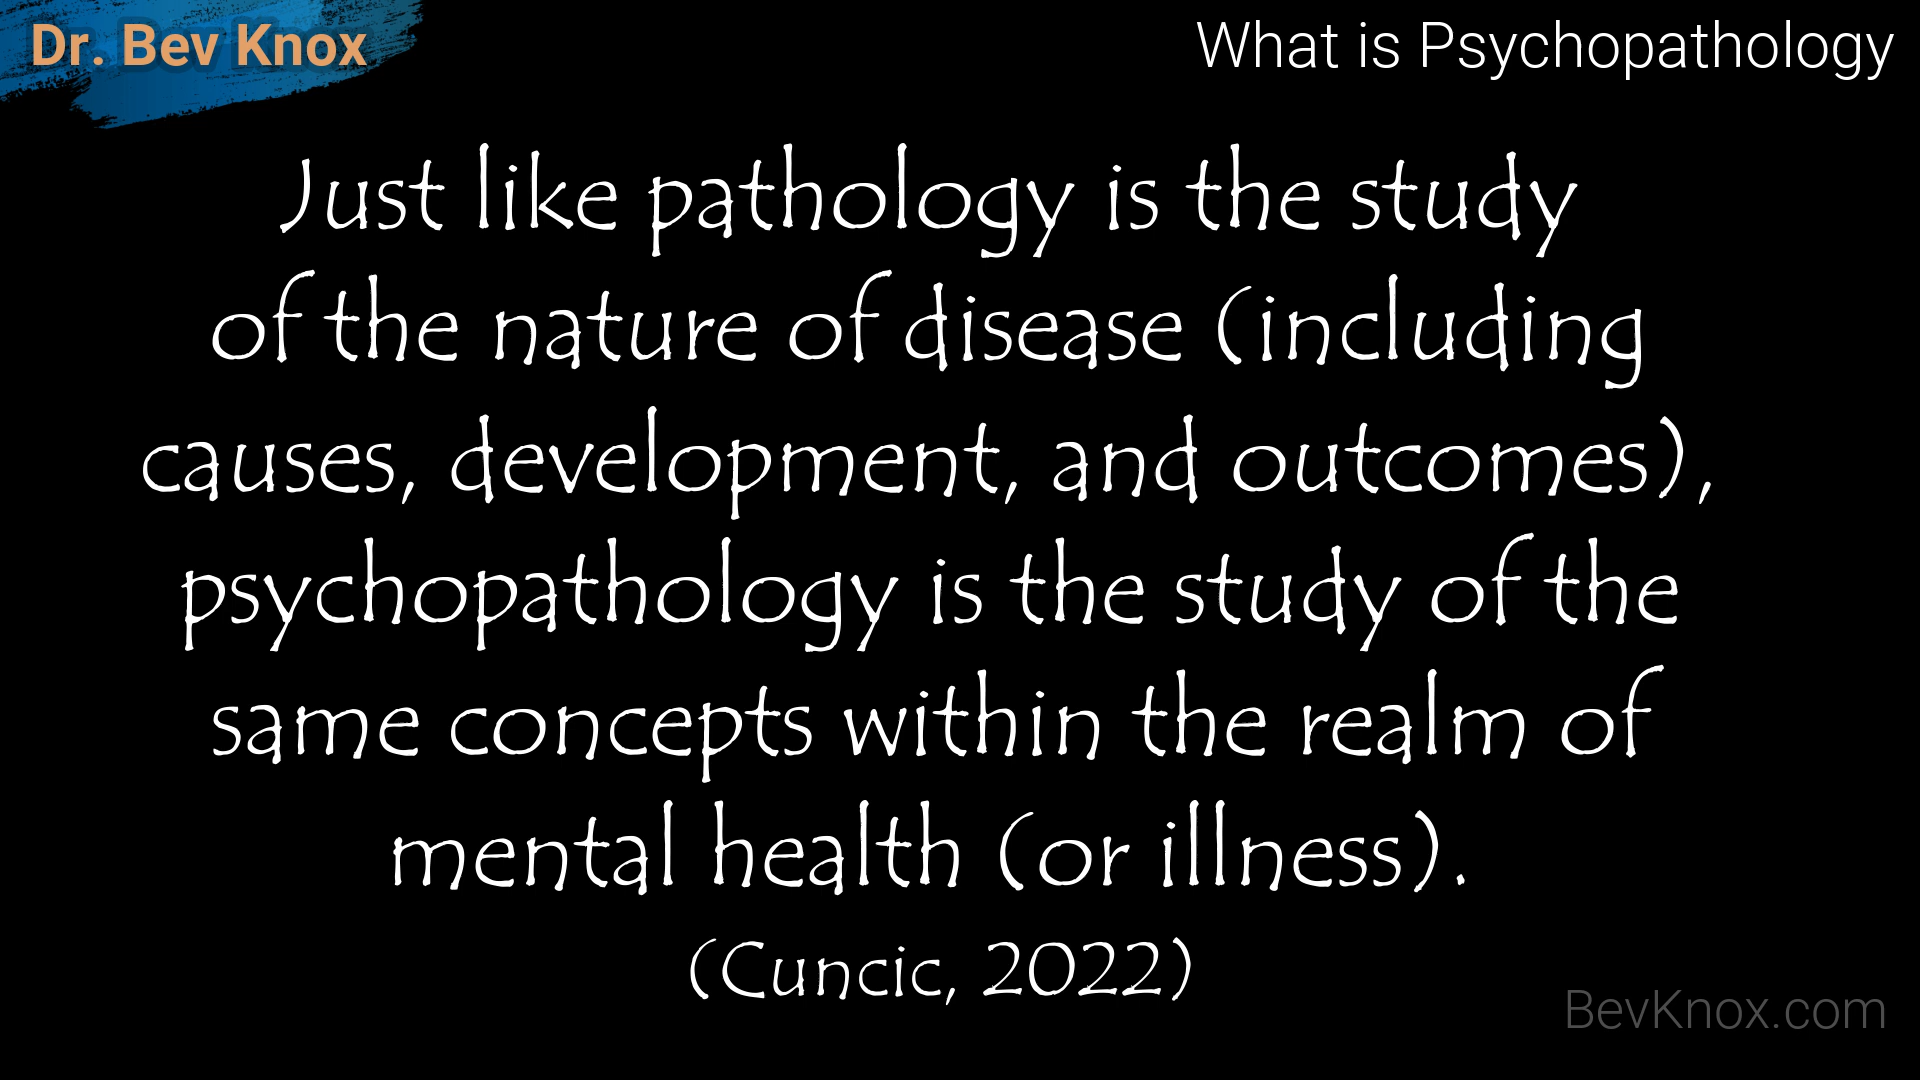 Dr. Bev Knox
What is Psychopathology
Just like pathology is the study
of the nature of disease (including
causes, development, and outcomes),
psychopathology is the study of the
same concepts within the realm of
mental health (or illness).
(Cuncic, 2022)
BevKnox.com